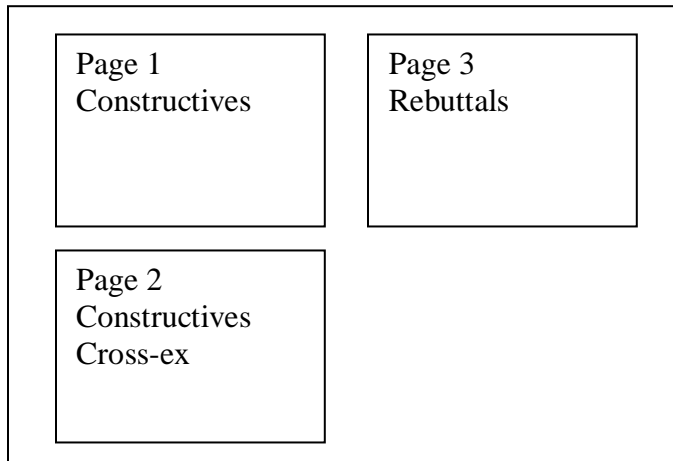 Page 1
Constructives
Page 2
Constructives
Cross-ex
Page 3
Rebuttals